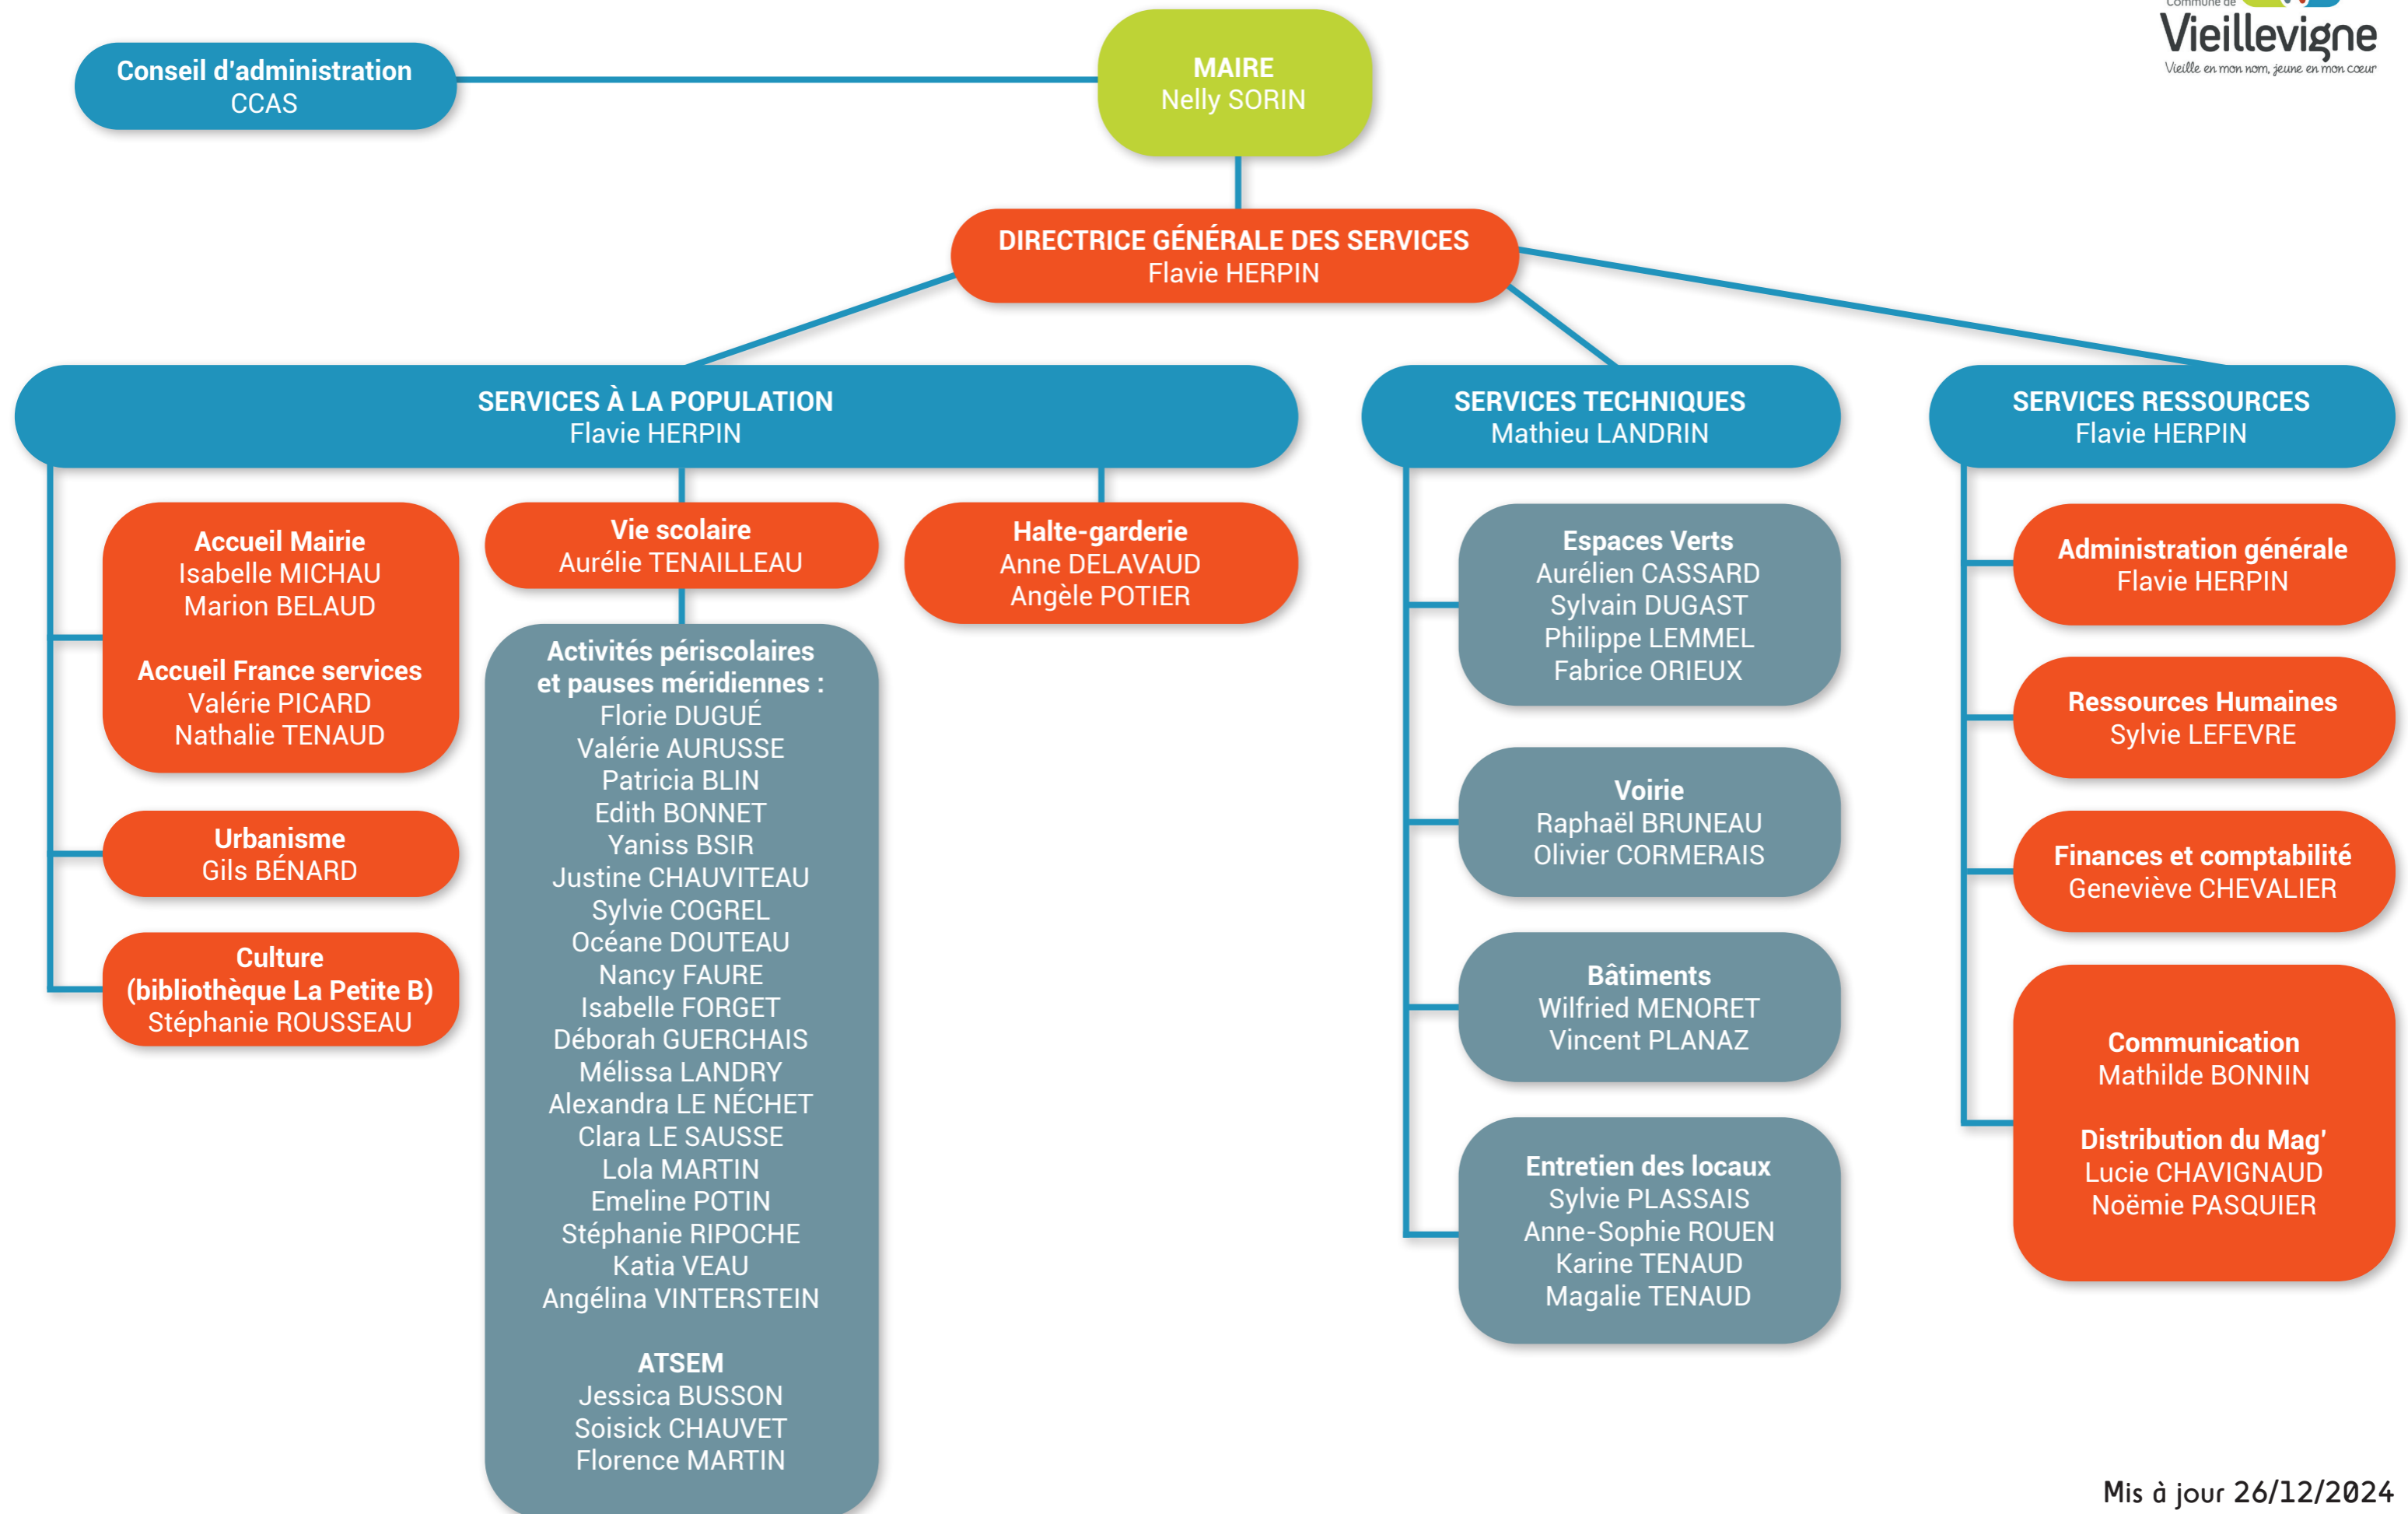 Commune de
Vieillevigne
Vieille en mon nom, jeune en mon cœur
Conseil d'administration
CCAS
MAIRE
Nelly SORIN
DIRECTRICE GÉNÉRALE DES SERVICES
Flavie HERPIN
SERVICES À LA POPULATION
Flavie HERPIN
Accueil Mairie
Isabelle MICHAU
Marion BELAUD
Accueil France services
Valérie PICARD
Nathalie TENAUD
Urbanisme
Gils BÉNARD
Culture
(bibliothèque La Petite B)
Stéphanie ROUSSEAU
Vie scolaire
Aurélie TENAILLEAU
Activités périscolaires
et pauses méridiennes :
Florie DUGUÉ
Valérie AURUSSE
Patricia BLIN
Edith BONNET
Yaniss BSIR
Justine CHAUVITEAU
Sylvie COGREL
Océane DOUTEAU
Nancy FAURE
Isabelle FORGET
Déborah GUERCHAIS
Mélissa LANDRY
Alexandra LE NÉCHET
Clara LE SAUSSE
Lola MARTIN
Emeline POTIN
Stéphanie RIPOCHE
Katia VEAU
Angélina VINTERSTEIN
ATSEM
Jessica BUSSON
Soisick CHAUVET
Florence MARTIN
Halte-garderie
Anne DELAVAUD
Angèle POTIER
SERVICES TECHNIQUES
Mathieu LANDRIN
Espaces Verts
Aurélien CASSARD
Sylvain DUGAST
Philippe LEMMEL
Fabrice ORIEUX
Voirie
Raphaël BRUNEAU
Olivier CORMERAIS
Bâtiments
Wilfried MENORET
Vincent PLANAZ
Entretien des locaux
Sylvie PLASSAIS
Anne-Sophie ROUEN
Karine TENAUD
Magalie TENAUD
SERVICES RESSOURCES
Flavie HERPIN
Administration générale
Flavie HERPIN
Ressources Humaines
Sylvie LEFEVRE
Finances et comptabilité
Geneviève CHEVALIER
Communication
Mathilde BONNIN
Distribution du Mag'
Lucie CHAVIGNAUD
Noëmie PASQUIER
Mis à jour 26/12/2024